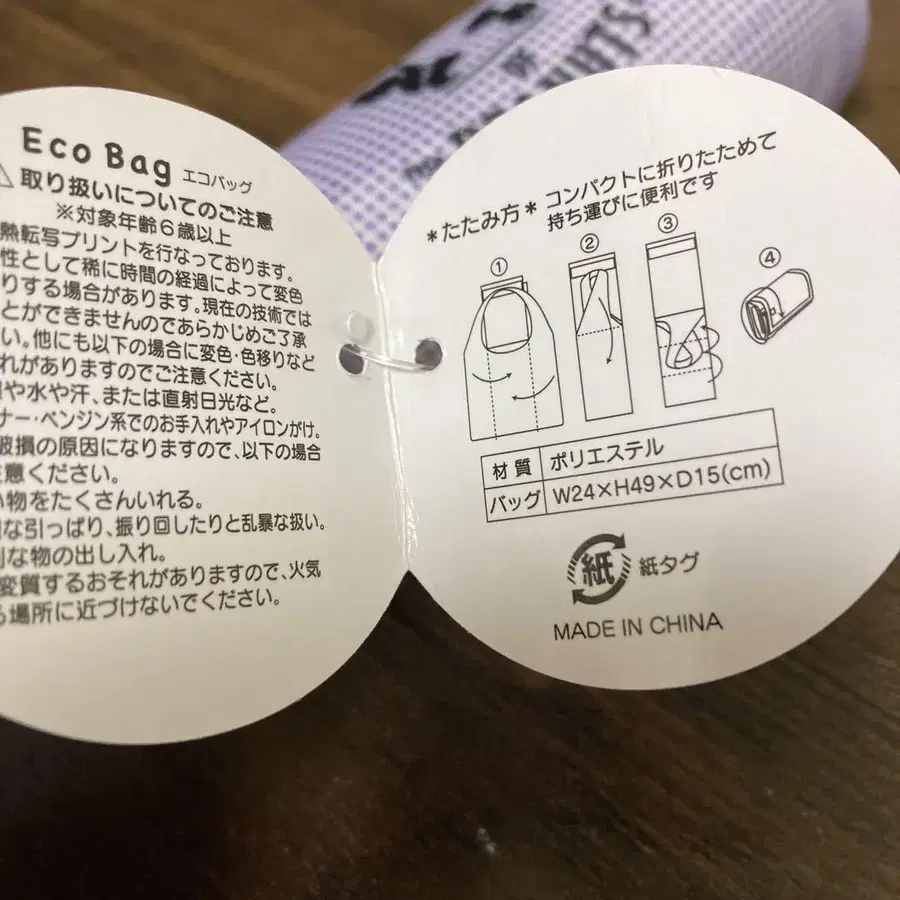 Eco Bag エコバッグ
取り扱いについてのご注意
※対象年齢6歳以上
熱転写プリントを行なっております。
性として稀に時間の経過によって変色
りする場合があります。現在の技術では
とができませんのであらかじめご了承
い。他にも以下の場合に変色・色移りなど
れがありますのでご注意ください。
や水や汗、または直射日光など。
ナー・ベンジン系でのお手入れやアイロンがけ。
破損の原因になりますので、以下の場合
意ください。
い物をたくさんいれる。
な引っぱり、振り回したりと乱暴な扱い。
利な物の出し入れ。
変質するおそれがありますので、火気
る場所に近づけないでください。
*たたみ方* コンパクトに折りたためて
持ち運びに便利です
① ② ③ ④
材質 ポリエステル
バッグ W24×H49×D15(cm)
紙 紙タグ
MADE IN CHINA
OF